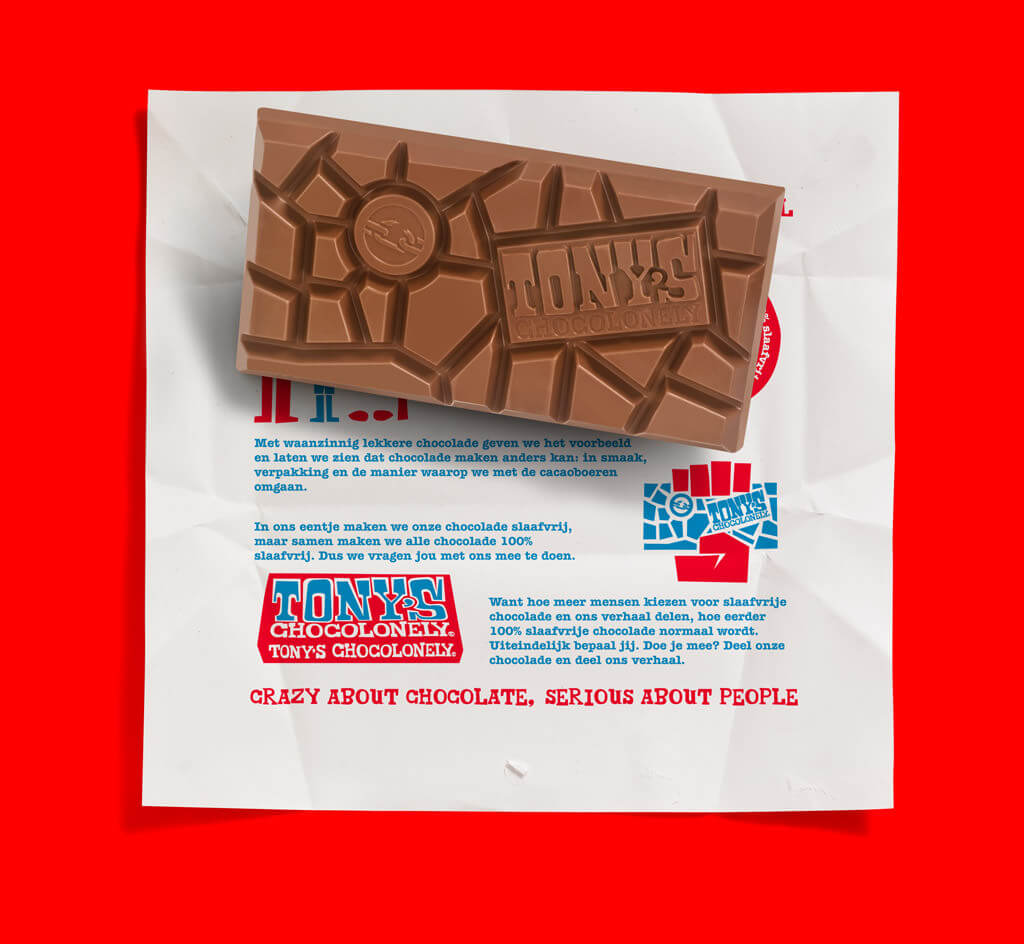 TONY'S
CHOCOLONELY
slaafvrij
Met waanzinnig lekkere chocolade geven we het voorbeeld
en laten we zien dat chocolade maken anders kan: in smaak,
verpakking en de manier waarop we met de cacaoboeren
omgaan.
TONY'S
CHOCOLONELY
In ons eentje maken we onze chocolade slaafvrij,
maar samen maken we alle chocolade 100%
slaafvrij. Dus we vragen jou met ons mee te doen.
TONY'S
CHOCOLONELY®
TONY'S CHOCOLONELY®
Want hoe meer mensen kiezen voor slaafvrije
chocolade en ons verhaal delen, hoe eerder
100% slaafvrije chocolade normaal wordt.
Uiteindelijk bepaal jij. Doe je mee? Deel onze
chocolade en deel ons verhaal.
CRAZY ABOUT CHOCOLATE, SERIOUS ABOUT PEOPLE